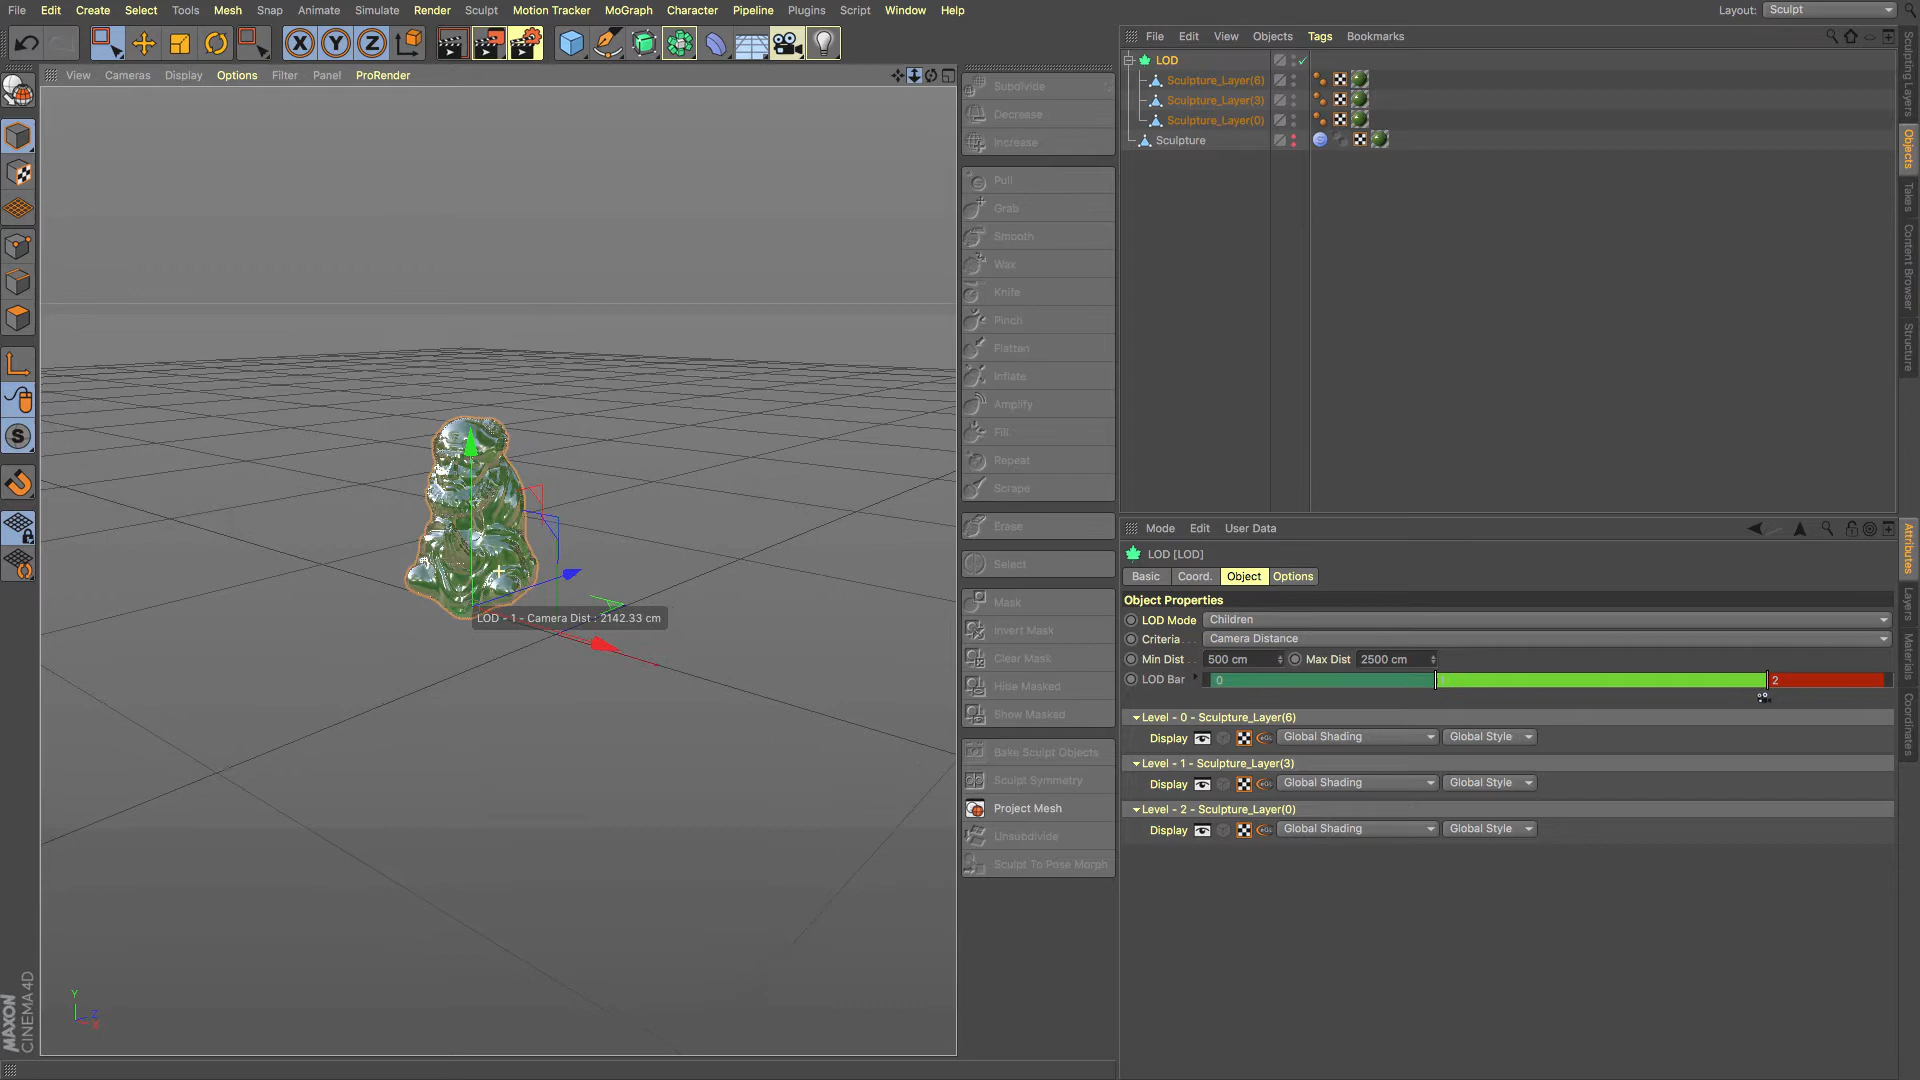 File Edit Create Select Tools Mesh Snap Animate Simulate Render Sculpt Motion Tracker MoGraph Character Pipeline Plugins Script Window Help Layout: Sculpt
X Y Z
File Edit View Objects Tags Bookmarks
View Cameras Display Options Filter Panel ProRender
LOD
Sculpture_Layer(6)
Sculpture_Layer(3)
Sculpture_Layer(0)
Sculpture
Subdivide
Decrease
Increase
Pull
Grab
Smooth
Wax
Knife
Pinch
Flatten
Inflate
Amplify
Fill
Repeat
Scrape
Erase
Select
Mask
Invert Mask
Clear Mask
Hide Masked
Show Masked
Bake Sculpt Objects
Sculpt Symmetry
Project Mesh
Unsubdivide
Sculpt To Pose Morph
LOD - 1 - Camera Dist : 2142.33 cm
Mode Edit User Data
LOD [LOD]
Basic Coord. Object Options
Object Properties
LOD Mode Children
Criteria Camera Distance
Min Dist 500 cm Max Dist 2500 cm
LOD Bar 0 2
Level - 0 - Sculpture_Layer(6)
Display Global Shading Global Style
Level - 1 - Sculpture_Layer(3)
Display Global Shading Global Style
Level - 2 - Sculpture_Layer(0)
Display Global Shading Global Style
Sculpting Layers
Objects
Takes
Content Browser
Structure
Attributes
Layers
Materials
Coordinates
Y
Z
X
MAXON
CINEMA 4D